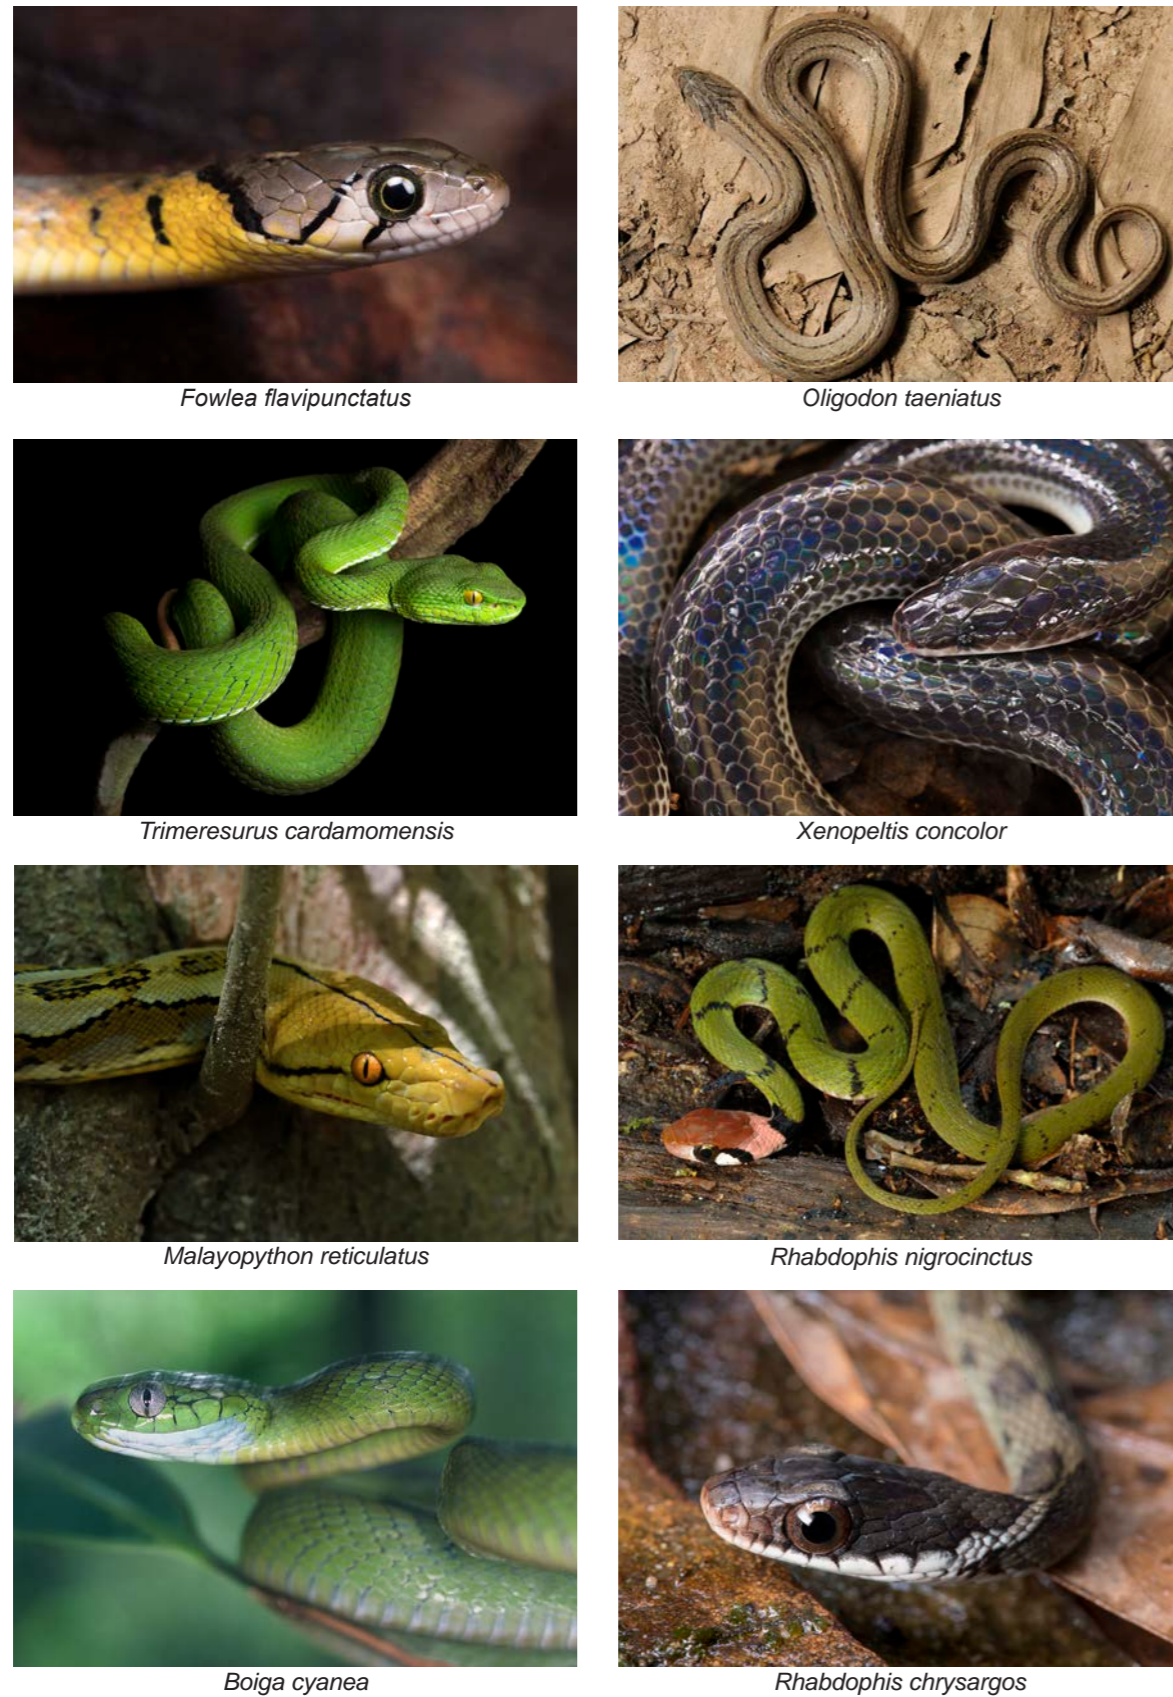 Fowlea flavipunctatus
Oligodon taeniatus
Trimeresurus cardamomensis
Xenopeltis concolor
Malayopython reticulatus
Rhabdophis nigrocinctus
Boiga cyanea
Rhabdophis chrysargos